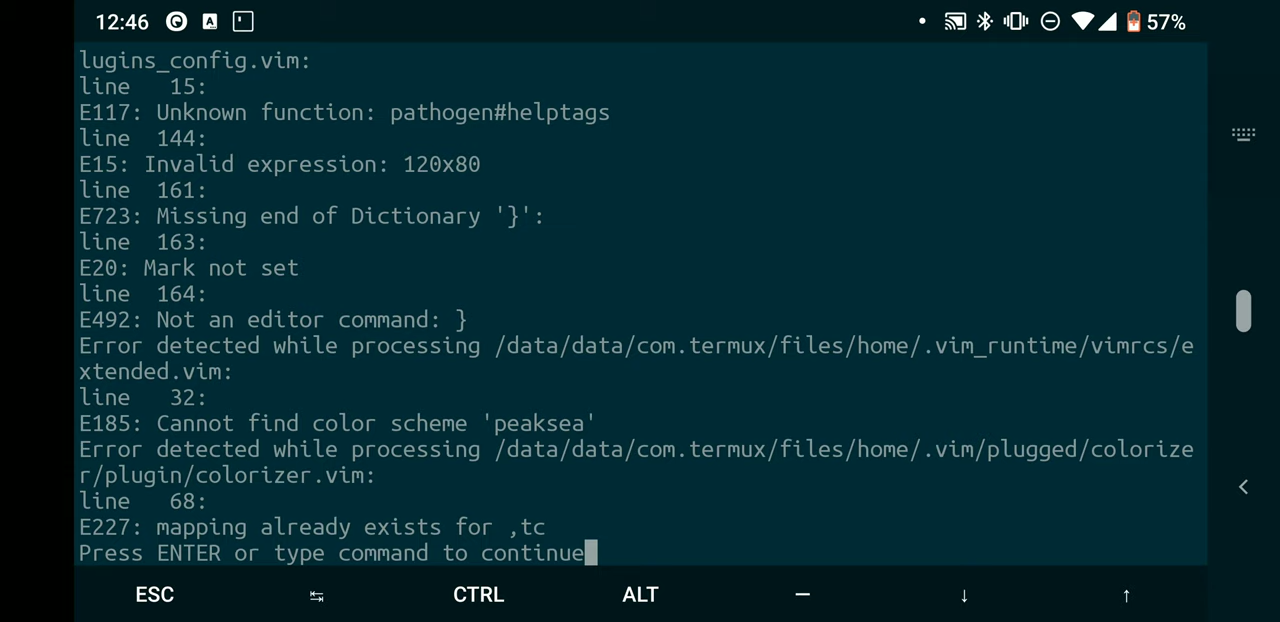 12:46
A
57%
lugins_config.vim:
line   15:
E117: Unknown function: pathogen#helptags
line  144:
E15: Invalid expression: 120x80
line  161:
E723: Missing end of Dictionary '}':
line  163:
E20: Mark not set
line  164:
E492: Not an editor command: }
Error detected while processing /data/data/com.termux/files/home/.vim_runtime/vimrcs/e
xtended.vim:
line   32:
E185: Cannot find color scheme 'peaksea'
Error detected while processing /data/data/com.termux/files/home/.vim/plugged/colorize
r/plugin/colorizer.vim:
line   68:
E227: mapping already exists for ,tc
Press ENTER or type command to continue
ESC ⇆ CTRL ALT — ↓ ↑